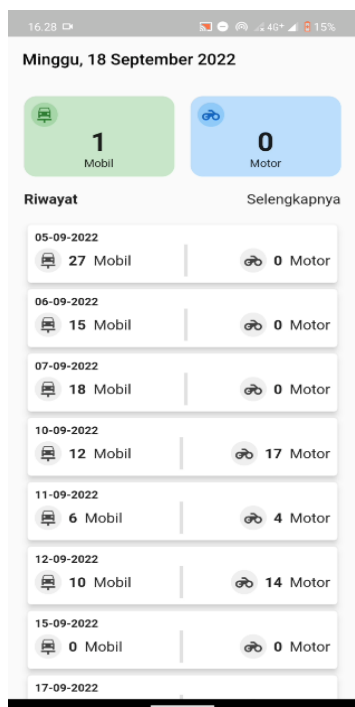 16.28 4G+ 15%
Minggu, 18 September 2022
1 0
Mobil Motor
Riwayat Selengkapnya
05-09-2022
27 Mobil 0 Motor
06-09-2022
15 Mobil 0 Motor
07-09-2022
18 Mobil 0 Motor
10-09-2022
12 Mobil 17 Motor
11-09-2022
6 Mobil 4 Motor
12-09-2022
10 Mobil 14 Motor
15-09-2022
0 Mobil 0 Motor
17-09-2022